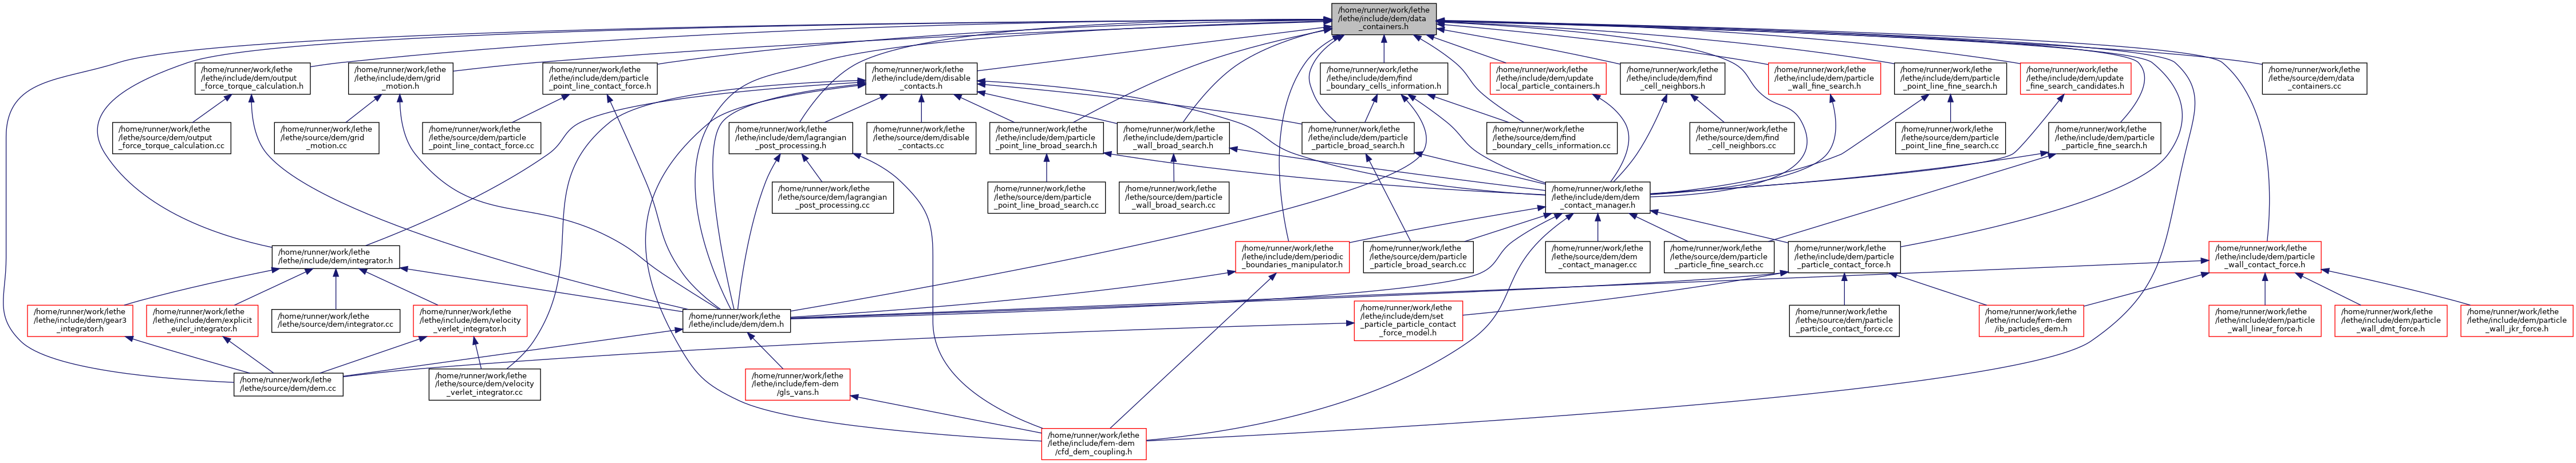 /home/runner/work/lethe
/lethe/include/dem/data
_containers.h
/home/runner/work/lethe
/lethe/include/dem/output
_force_torque_calculation.h
/home/runner/work/lethe
/lethe/include/dem/grid
_motion.h
/home/runner/work/lethe
/lethe/include/dem/particle
_point_line_contact_force.h
/home/runner/work/lethe
/lethe/include/dem/disable
_contacts.h
/home/runner/work/lethe
/lethe/include/dem/find
_boundary_cells_information.h
/home/runner/work/lethe
/lethe/include/dem/update
_local_particle_containers.h
/home/runner/work/lethe
/lethe/include/dem/find
_cell_neighbors.h
/home/runner/work/lethe
/lethe/include/dem/particle
_wall_fine_search.h
/home/runner/work/lethe
/lethe/include/dem/particle
_point_line_fine_search.h
/home/runner/work/lethe
/lethe/include/dem/update
_fine_search_candidates.h
/home/runner/work/lethe
/lethe/source/dem/data
_containers.cc
/home/runner/work/lethe
/lethe/source/dem/output
_force_torque_calculation.cc
/home/runner/work/lethe
/lethe/source/dem/grid
_motion.cc
/home/runner/work/lethe
/lethe/source/dem/particle
_point_line_contact_force.cc
/home/runner/work/lethe
/lethe/include/dem/lagrangian
_post_processing.h
/home/runner/work/lethe
/lethe/source/dem/disable
_contacts.cc
/home/runner/work/lethe
/lethe/include/dem/particle
_point_line_broad_search.h
/home/runner/work/lethe
/lethe/include/dem/particle
_wall_broad_search.h
/home/runner/work/lethe
/lethe/include/dem/particle
_particle_broad_search.h
/home/runner/work/lethe
/lethe/source/dem/find
_boundary_cells_information.cc
/home/runner/work/lethe
/lethe/source/dem/find
_cell_neighbors.cc
/home/runner/work/lethe
/lethe/source/dem/particle
_point_line_fine_search.cc
/home/runner/work/lethe
/lethe/include/dem/particle
_particle_fine_search.h
/home/runner/work/lethe
/lethe/source/dem/lagrangian
_post_processing.cc
/home/runner/work/lethe
/lethe/source/dem/particle
_point_line_broad_search.cc
/home/runner/work/lethe
/lethe/source/dem/particle
_wall_broad_search.cc
/home/runner/work/lethe
/lethe/include/dem/dem
_contact_manager.h
/home/runner/work/lethe
/lethe/include/dem/integrator.h
/home/runner/work/lethe
/lethe/include/dem/periodic
_boundaries_manipulator.h
/home/runner/work/lethe
/lethe/source/dem/particle
_particle_broad_search.cc
/home/runner/work/lethe
/lethe/source/dem/dem
_contact_manager.cc
/home/runner/work/lethe
/lethe/source/dem/particle
_particle_fine_search.cc
/home/runner/work/lethe
/lethe/include/dem/particle
_particle_contact_force.h
/home/runner/work/lethe
/lethe/include/dem/particle
_wall_contact_force.h
/home/runner/work/lethe
/lethe/include/dem/gear3
_integrator.h
/home/runner/work/lethe
/lethe/include/dem/explicit
_euler_integrator.h
/home/runner/work/lethe
/lethe/source/dem/integrator.cc
/home/runner/work/lethe
/lethe/include/dem/velocity
_verlet_integrator.h
/home/runner/work/lethe
/lethe/include/dem/dem.h
/home/runner/work/lethe
/lethe/include/dem/set
_particle_particle_contact
_force_model.h
/home/runner/work/lethe
/lethe/source/dem/particle
_particle_contact_force.cc
/home/runner/work/lethe
/lethe/include/fem-dem
/ib_particles_dem.h
/home/runner/work/lethe
/lethe/include/dem/particle
_wall_linear_force.h
/home/runner/work/lethe
/lethe/include/dem/particle
_wall_dmt_force.h
/home/runner/work/lethe
/lethe/include/dem/particle
_wall_jkr_force.h
/home/runner/work/lethe
/lethe/source/dem/dem.cc
/home/runner/work/lethe
/lethe/source/dem/velocity
_verlet_integrator.cc
/home/runner/work/lethe
/lethe/include/fem-dem
/gls_vans.h
/home/runner/work/lethe
/lethe/include/fem-dem
/cfd_dem_coupling.h